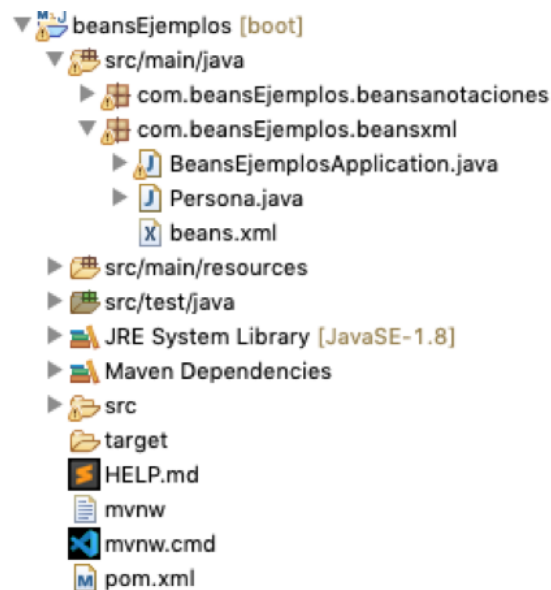 beansEjemplos [boot]
src/main/java
com.beansEjemplos.beansanotaciones
com.beansEjemplos.beansxml
BeansEjemplosApplication.java
Persona.java
beans.xml
src/main/resources
src/test/java
JRE System Library [JavaSE-1.8]
Maven Dependencies
src
target
HELP.md
mvnw
mvnw.cmd
pom.xml